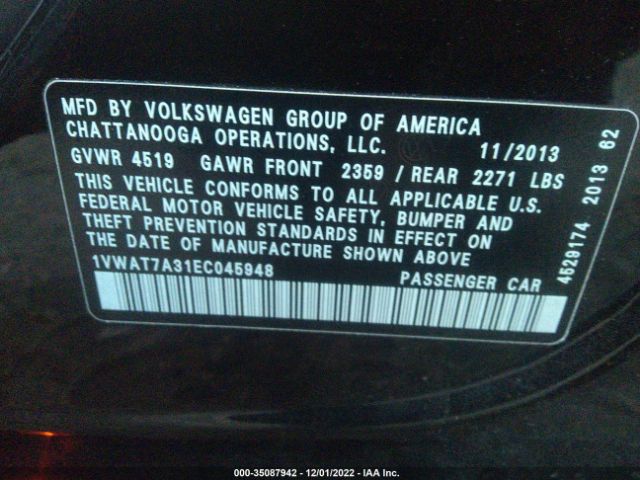 MFD BY VOLKSWAGEN GROUP OF AMERICA
CHATTANOOGA OPERATIONS, LLC. 11/2013
GVWR 4519 GAWR FRONT 2359 / REAR 2271 LBS
THIS VEHICLE CONFORMS TO ALL APPLICABLE U.S.
FEDERAL MOTOR VEHICLE SAFETY, BUMPER AND
THEFT PREVENTION STANDARDS IN EFFECT ON
THE DATE OF MANUFACTURE SHOWN ABOVE
1VWAT7A31EC045948 PASSENGER CAR
4529174 2013 62
000-35087942 - 12/01/2022 - IAA Inc.